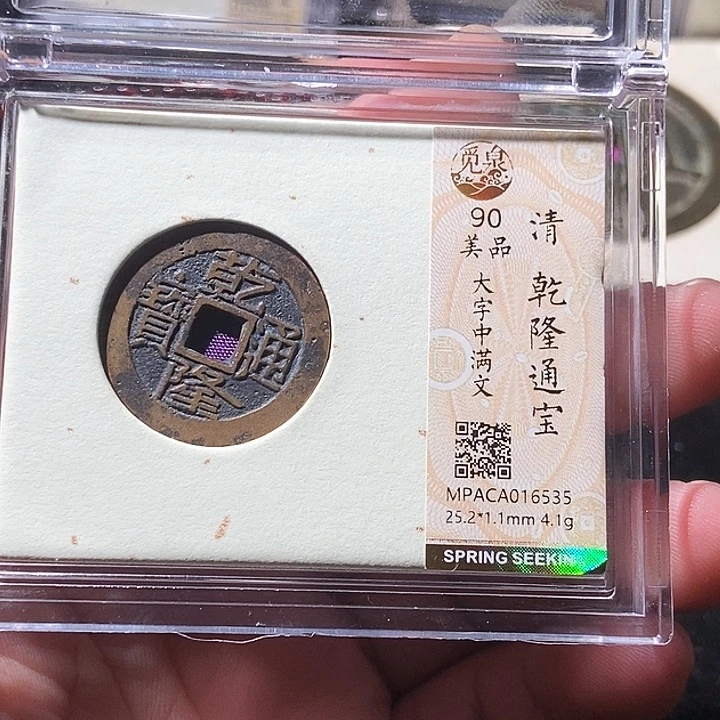 乾隆通寶
觅泉
90
美品
大字中满文
清 乾隆通宝
MPACA016535
25.2*1.1mm 4.1g
SPRING SEEKIN